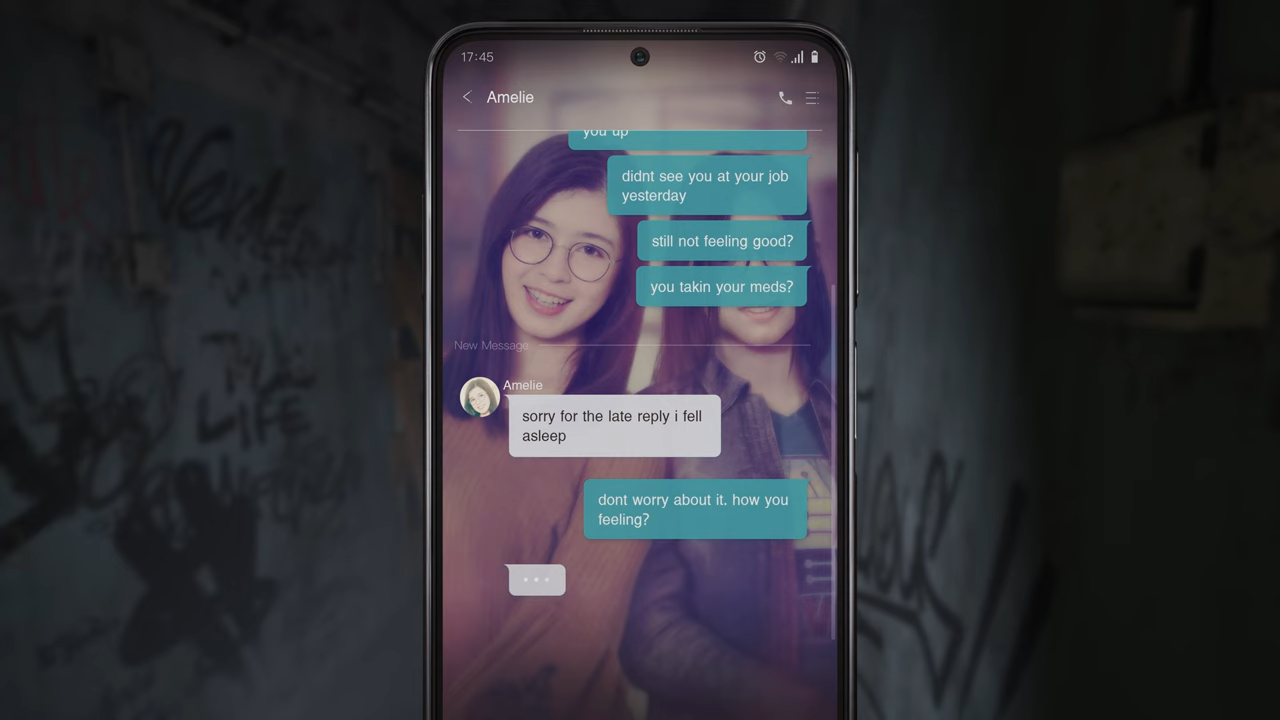 17:45
Amelie
you up
didnt see you at your job
yesterday
still not feeling good?
you takin your meds?
New Message
Amelie
sorry for the late reply i fell
asleep
dont worry about it. how you
feeling?
LIFE